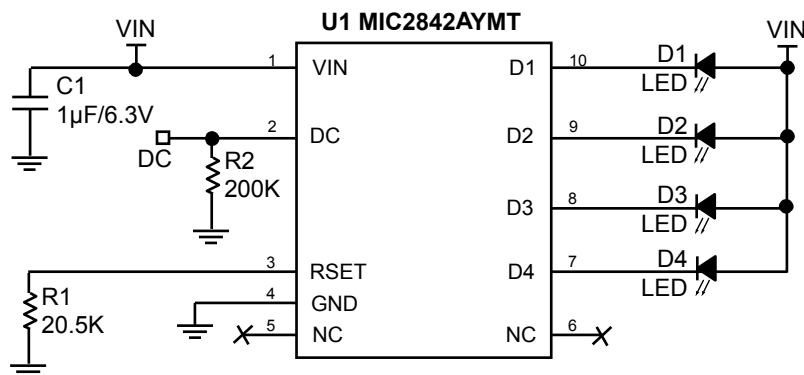 U1 MIC2842AYMT
VIN
VIN
1
VIN
D1
10
D1
LED
C1
1µF/6.3V
2
DC
D2
9
D2
LED
DC
R2
200K
D3
8
D3
LED
3
RSET
D4
7
D4
LED
R1
20.5K
4
GND
5
NC
NC
6